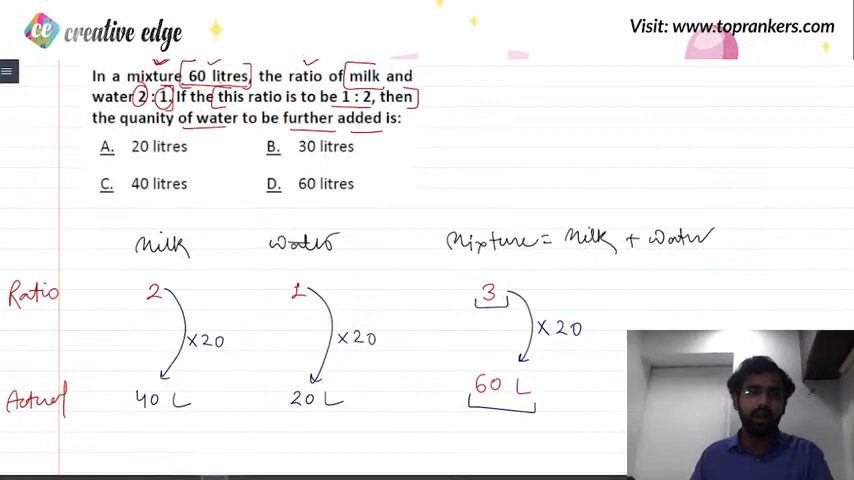 creative edge
Visit: www.toprankers.com
In a mixture 60 litres, the ratio of milk and
water 2 : 1. If the this ratio is to be 1 : 2, then
the quanity of water to be further added is:
A. 20 litres B. 30 litres
C. 40 litres D. 60 litres
Milk water Mixture = Milk + water
Ratio 2 1 3
×20 ×20 ×20
Actual 40 L 20 L 60 L